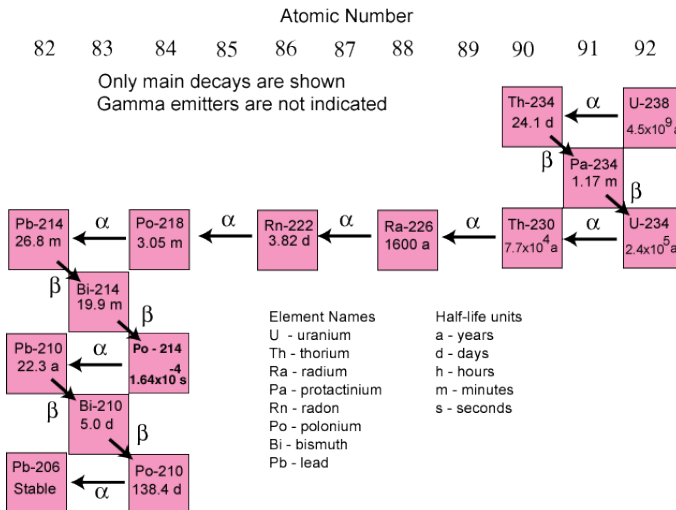 Atomic Number
82 83 84 85 86 87 88 89 90 91 92
Only main decays are shown
Gamma emitters are not indicated
Th-234
24.1 d
α
U-238
4.5x10⁹ a
β
Pa-234
1.17 m
β
Pb-214
26.8 m
α
Po-218
3.05 m
α
Rn-222
3.82 d
α
Ra-226
1600 a
α
Th-230
7.7x10⁴a
α
U-234
2.4x10⁵a
β
Bi-214
19.9 m
β
Pb-210
22.3 a
α
Po - 214
-4
1.64x10 s
β
Bi-210
5.0 d
β
Pb-206
Stable
α
Po-210
138.4 d
Element Names
U - uranium
Th - thorium
Ra - radium
Pa - protactinium
Rn - radon
Po - polonium
Bi - bismuth
Pb - lead
Half-life units
a - years
d - days
h - hours
m - minutes
s - seconds